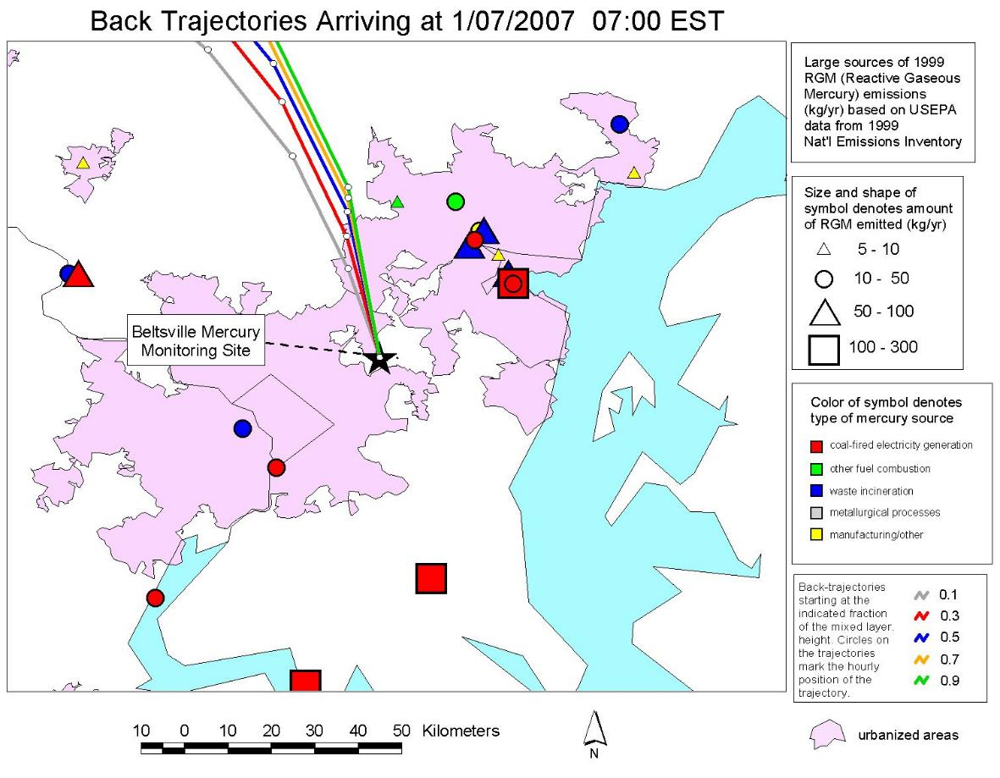 Back Trajectories Arriving at 1/07/2007 07:00 EST
Large sources of 1999
RGM (Reactive Gaseous
Mercury) emissions
(kg/yr) based on USEPA
data from 1999
Nat'l Emissions Inventory
Size and shape of
symbol denotes amount
of RGM emitted (kg/yr)
5 - 10
10 - 50
50 - 100
100 - 300
Beltsville Mercury
Monitoring Site
Color of symbol denotes
type of mercury source
coal-fired electricity generation
other fuel combustion
waste incineration
metallurgical processes
manufacturing/other
Back-trajectories
starting at the
indicated fraction
of the mixed layer.
height. Circles on
the trajectories
mark the hourly
position of the
trajectory.
0.1
0.3
0.5
0.7
0.9
10 0 10 20 30 40 50 Kilometers
N
urbanized areas